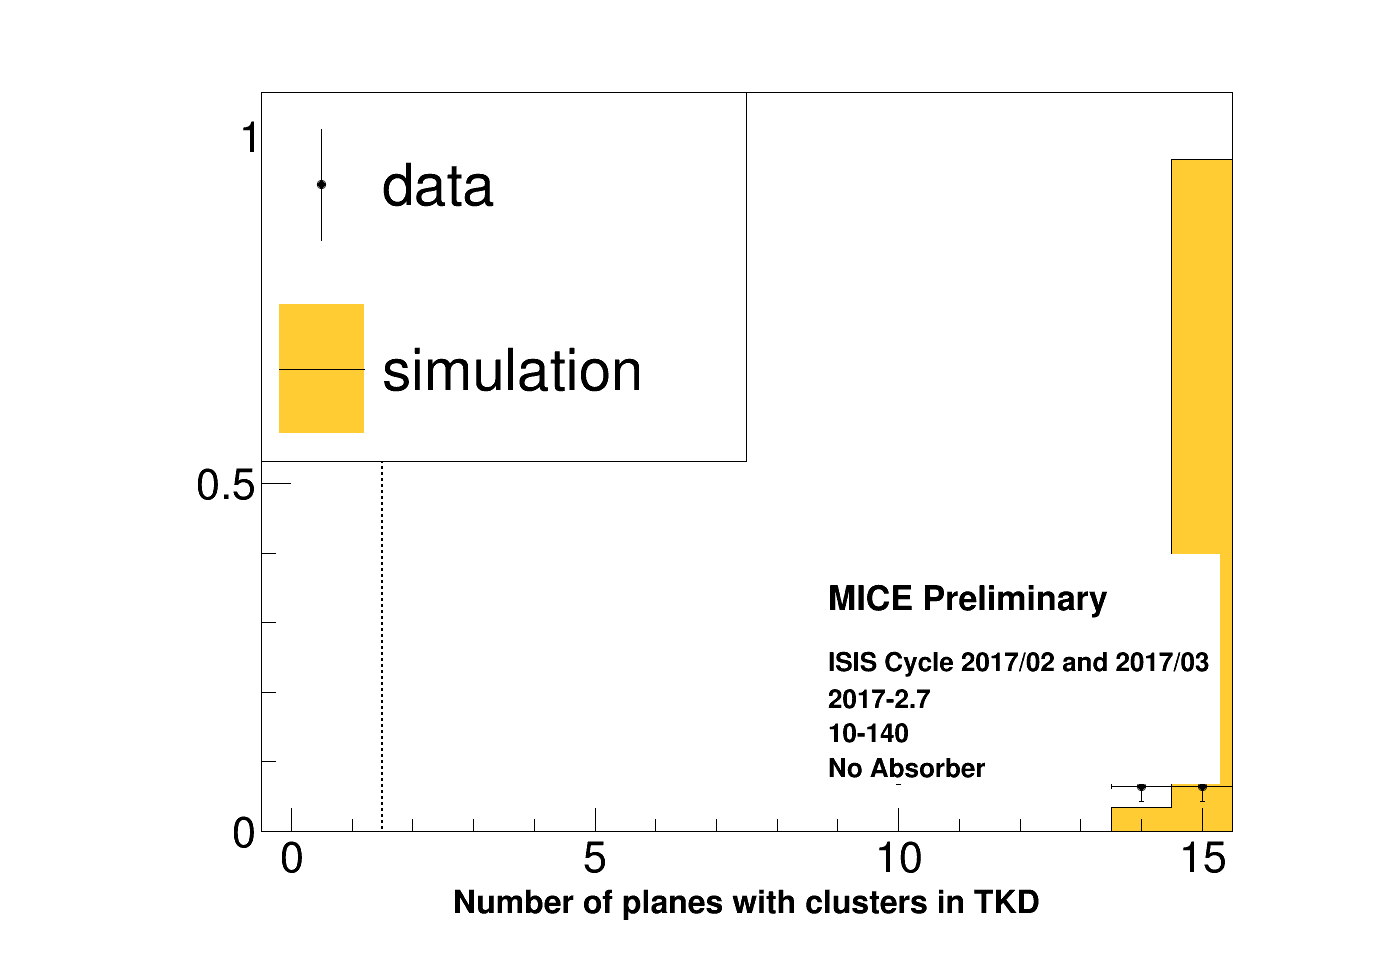 1
data
simulation
0.5
MICE Preliminary
ISIS Cycle 2017/02 and 2017/03
2017-2.7
10-140
No Absorber
0
0 5 10 15
Number of planes with clusters in TKD